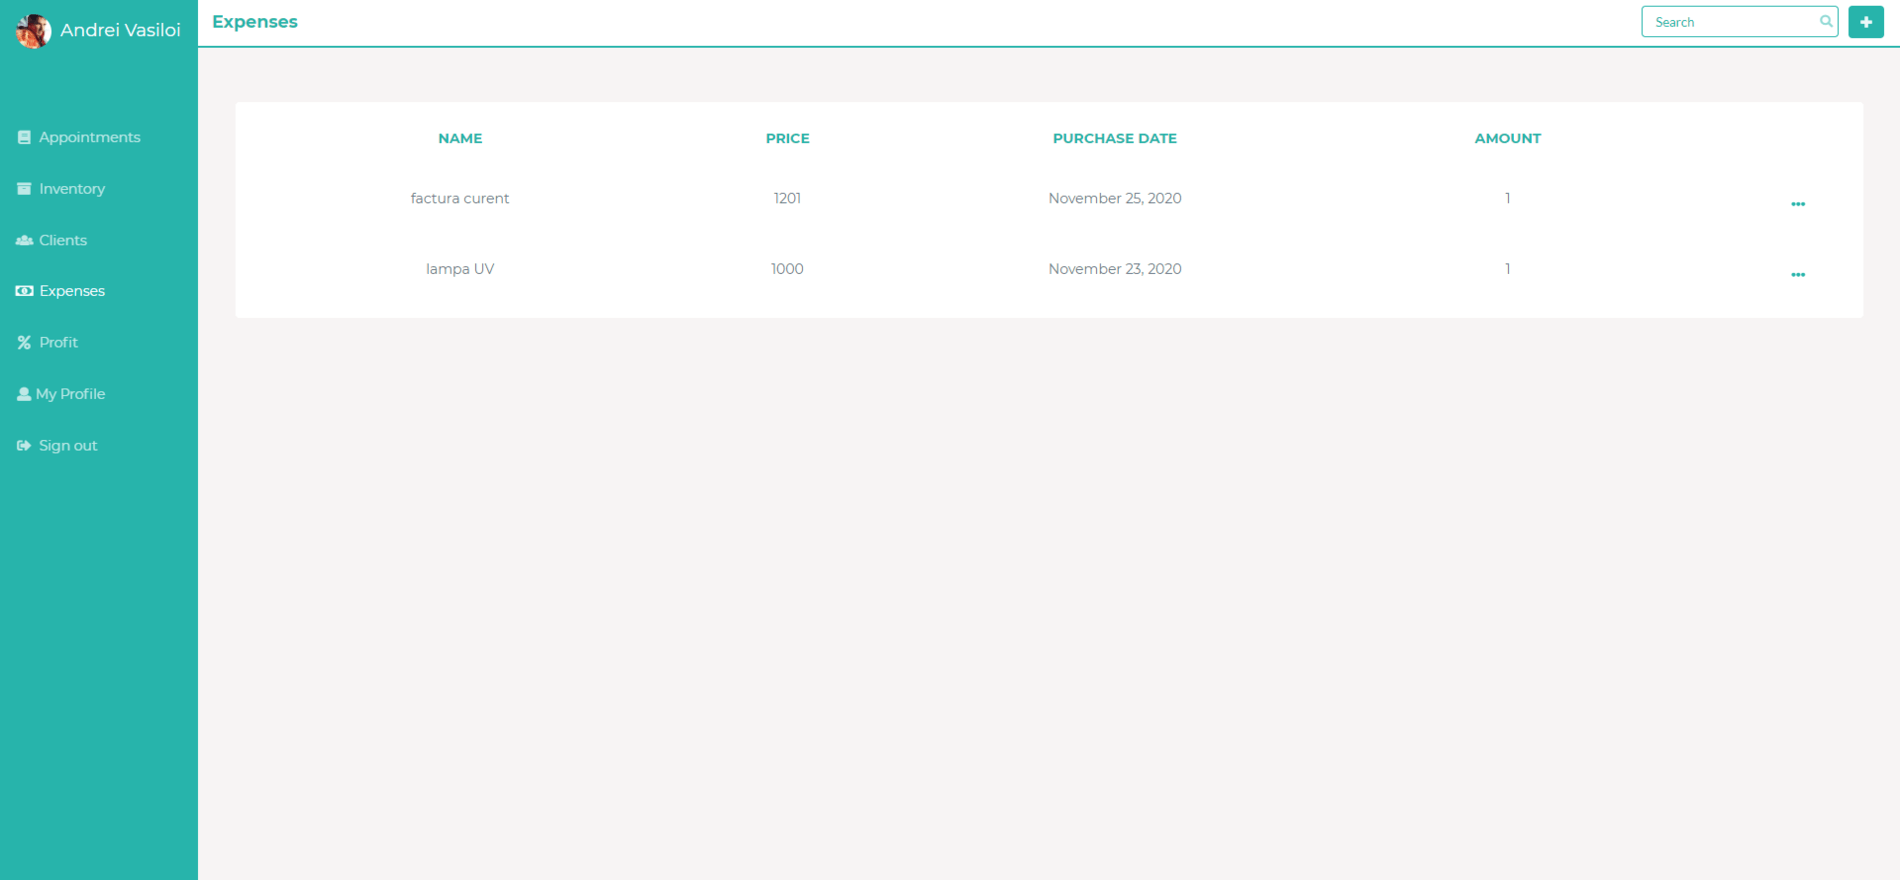 Andrei Vasiloi
Appointments
Inventory
Clients
Expenses
Profit
My Profile
Sign out
Expenses
Search
NAME PRICE PURCHASE DATE AMOUNT
factura curent 1201 November 25, 2020 1
lampa UV 1000 November 23, 2020 1